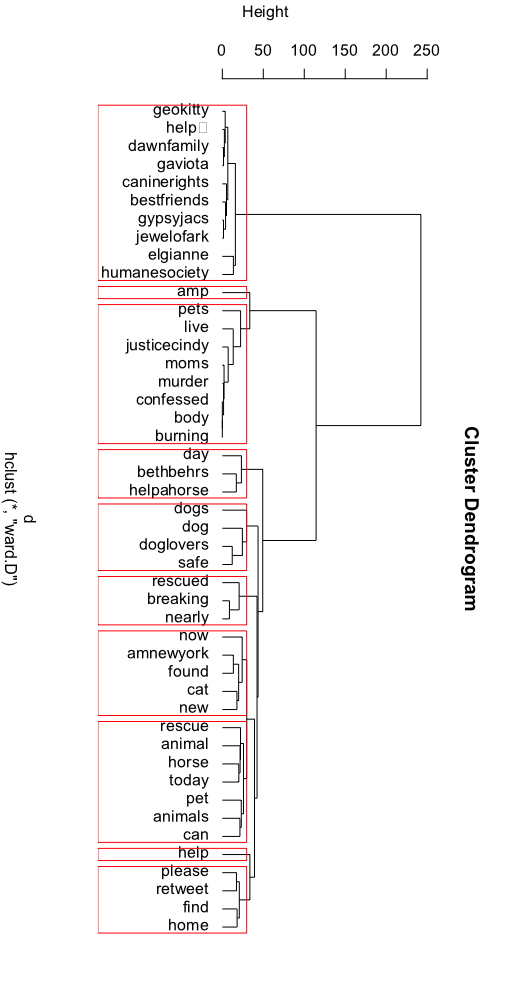 Height
0 50 100 150 200 250
geokitty
help
dawnfamily
gaviota
caninerights
bestfriends
gypsyjacs
jewelofark
elgianne
humanesociety
amp
pets
live
justicecindy
moms
murder
confessed
body
burning
day
bethbehrs
helpahorse
dogs
dog
doglovers
safe
rescued
breaking
nearly
now
amnewyork
found
cat
new
rescue
animal
horse
today
pet
animals
can
help
please
retweet
find
home
Cluster Dendrogram
d
hclust (*, "ward.D")